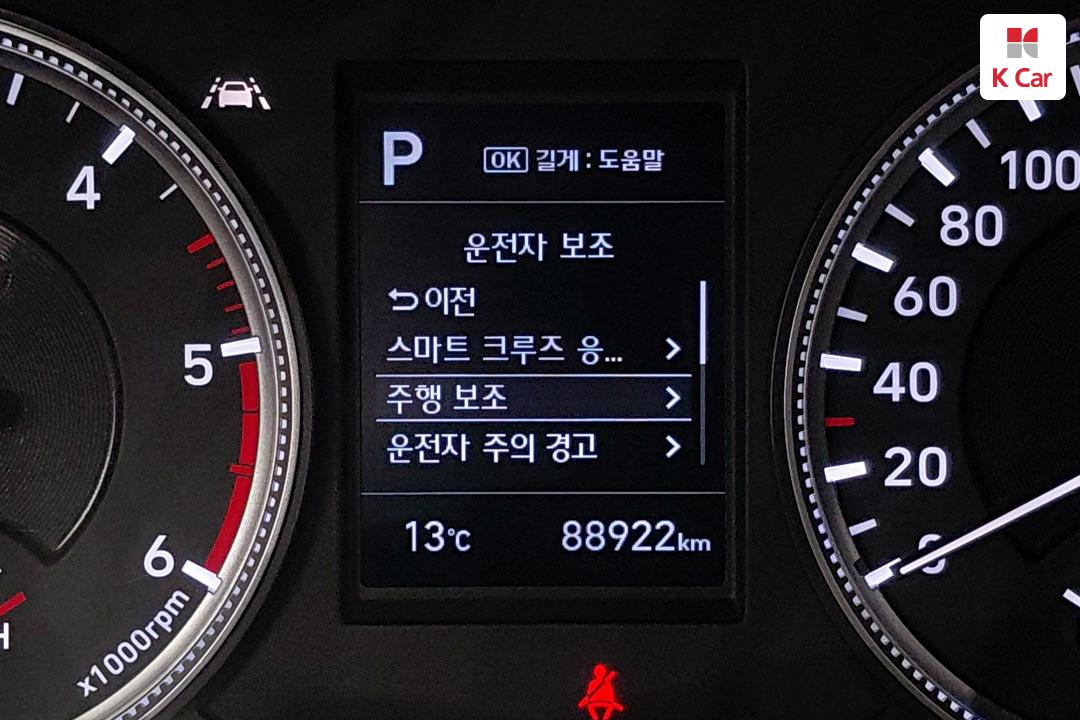 K Car
P
OK 길게 : 도움말
운전자 보조
이전
스마트 크루즈 응...
주행 보조
운전자 주의 경고
13℃ 88922km
4
5
6
x1000rpm
H
100
80
60
40
20
0